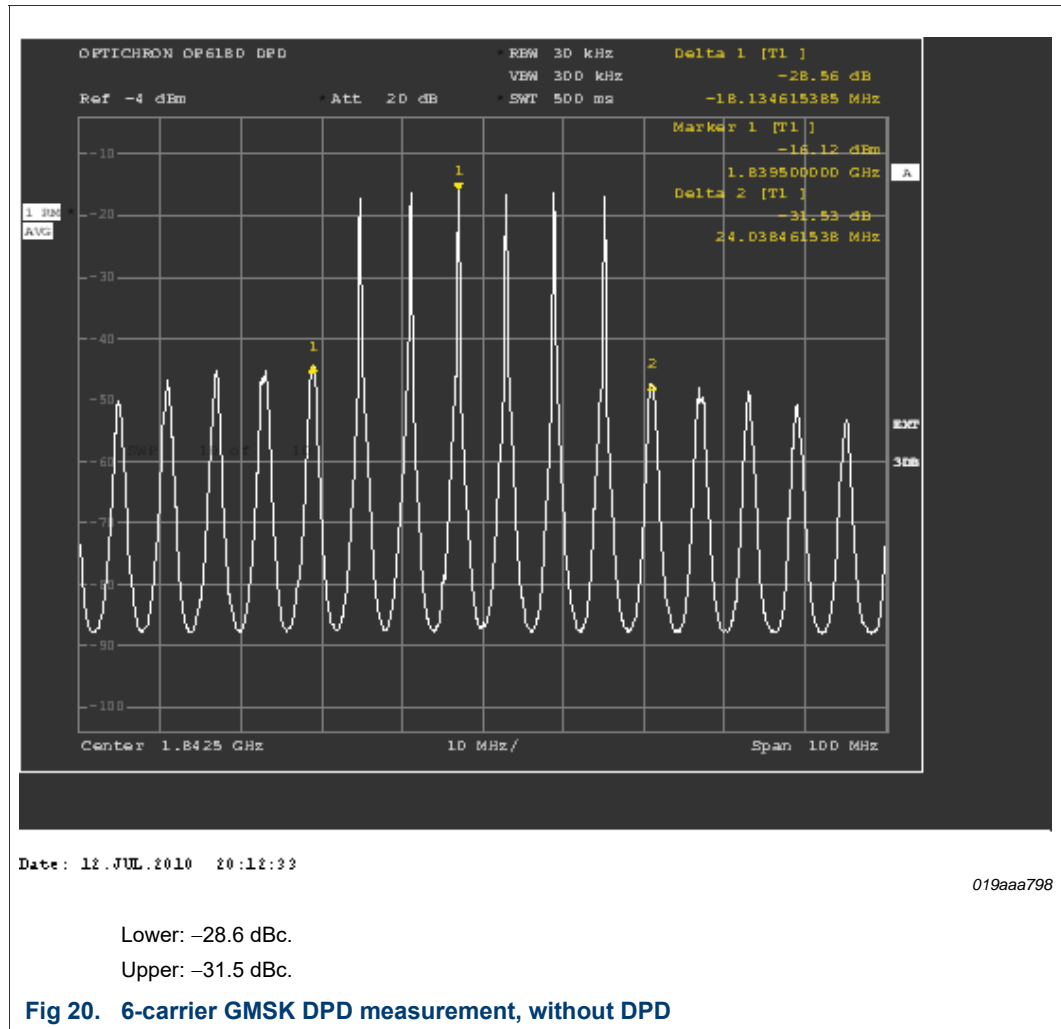 OPTICHRON OP6180 DPD
* RBW 30 kHz
Delta 1 [T1 ]
VBW 300 kHz
-28.56 dB
Ref -4 dBm
* Att 20 dB
* SWT 500 ms
-18.134615385 MHz
Marker 1 [T1 ]
-16.12 dBm
1.839500000 GHz
A
Delta 2 [T1 ]
-31.53 dB
24.038461538 MHz
1 RM *
AVG
-10
-20
-30
-40
-50
-60
-70
-80
-90
-100
1
1
2
SWP of
EXT
3DB
Center 1.8425 GHz
10 MHz/
Span 100 MHz
Date: 12.JUL.2010 20:12:33
019aaa798
Lower: −28.6 dBc.
Upper: −31.5 dBc.
Fig 20. 6-carrier GMSK DPD measurement, without DPD